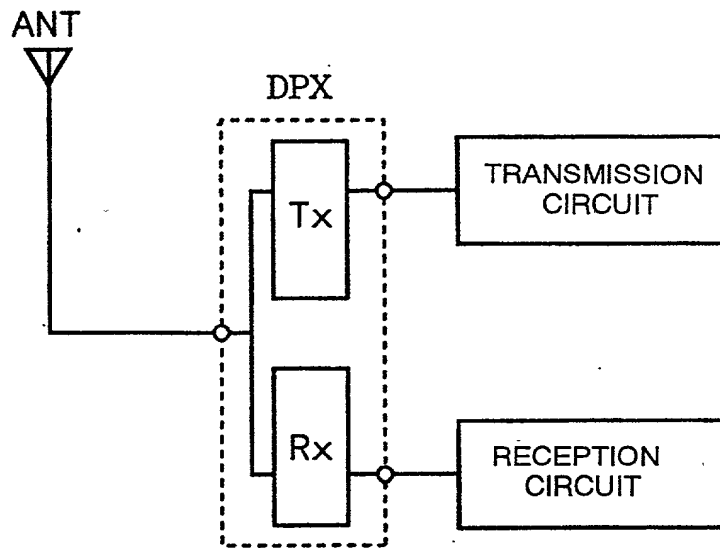 ANT
DPX
Tx
TRANSMISSION
CIRCUIT
Rx
RECEPTION
CIRCUIT